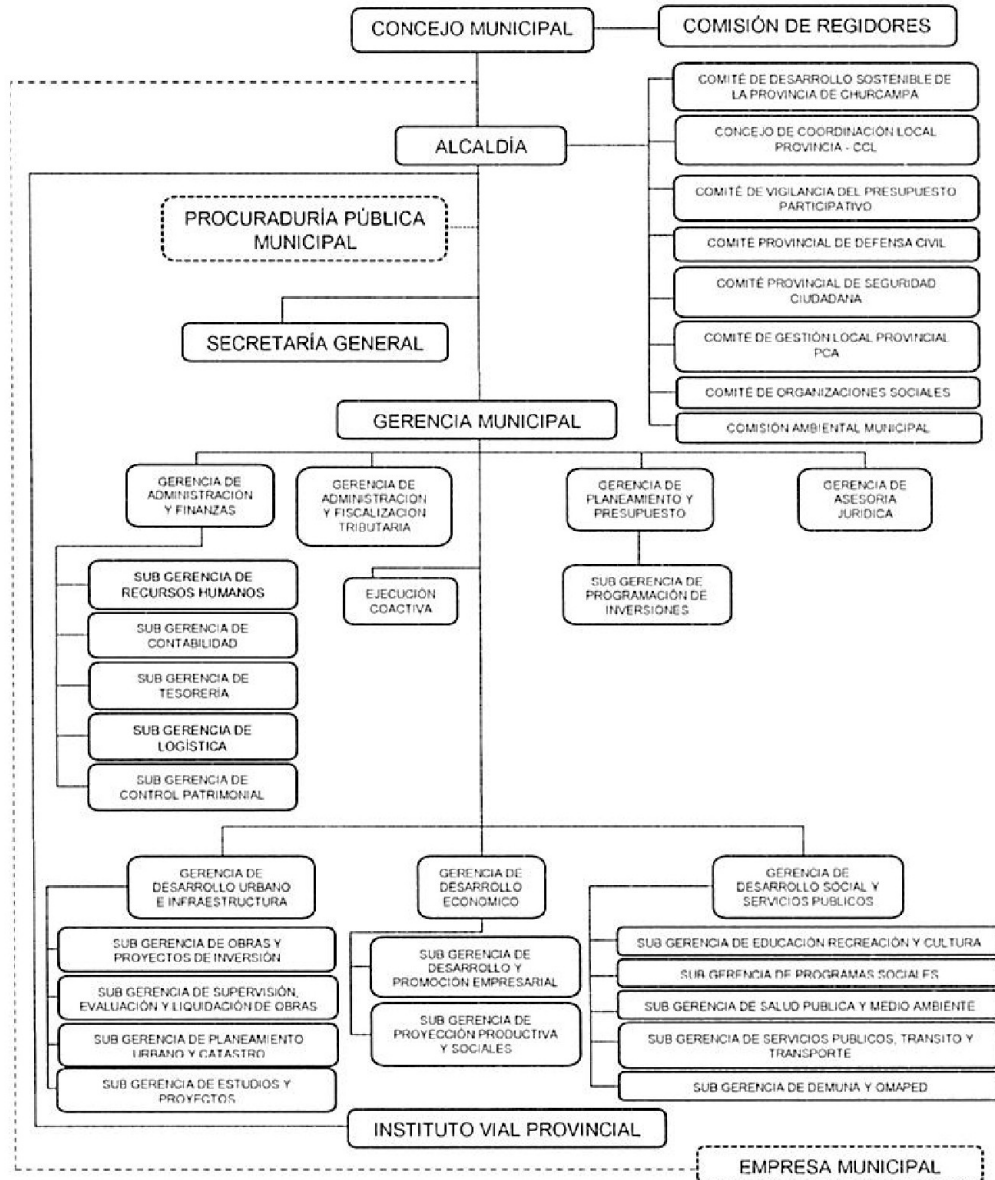 CONCEJO MUNICIPAL
COMISIÓN DE REGIDORES
COMITÉ DE DESARROLLO SOSTENIBLE DE
LA PROVINCIA DE CHURCAMPA
ALCALDÍA
CONCEJO DE COORDINACIÓN LOCAL
PROVINCIA - CCL
COMITÉ DE VIGILANCIA DEL PRESUPUESTO
PARTICIPATIVO
PROCURADURÍA PÚBLICA
MUNICIPAL
COMITÉ PROVINCIAL DE DEFENSA CIVIL
COMITÉ PROVINCIAL DE SEGURIDAD
CIUDADANA
SECRETARÍA GENERAL
COMITÉ DE GESTIÓN LOCAL PROVINCIAL
PCA
COMITÉ DE ORGANIZACIONES SOCIALES
COMISIÓN AMBIENTAL MUNICIPAL
GERENCIA MUNICIPAL
GERENCIA DE
ADMINISTRACION
Y FINANZAS
GERENCIA DE
ADMINISTRACION
Y FISCALIZACION
TRIBUTARIA
GERENCIA DE
PLANEAMIENTO Y
PRESUPUESTO
GERENCIA DE
ASESORIA
JURIDICA
SUB GERENCIA DE
RECURSOS HUMANOS
SUB GERENCIA DE
CONTABILIDAD
SUB GERENCIA DE
TESORERÍA
SUB GERENCIA DE
LOGÍSTICA
SUB GERENCIA DE
CONTROL PATRIMONIAL
EJECUCIÓN
COACTIVA
SUB GERENCIA DE
PROGRAMACIÓN DE
INVERSIONES
GERENCIA DE
DESARROLLO URBANO
E INFRAESTRUCTURA
SUB GERENCIA DE OBRAS Y
PROYECTOS DE INVERSIÓN
SUB GERENCIA DE SUPERVISIÓN,
EVALUACIÓN Y LIQUIDACIÓN DE OBRAS
SUB GERENCIA DE PLANEAMIENTO
URBANO Y CATASTRO
SUB GERENCIA DE ESTUDIOS Y
PROYECTOS
GERENCIA DE
DESARROLLO
ECONOMICO
SUB GERENCIA DE
DESARROLLO Y
PROMOCIÓN EMPRESARIAL
SUB GERENCIA DE
PROYECCIÓN PRODUCTIVA
Y SOCIALES
GERENCIA DE
DESARROLLO SOCIAL Y
SERVICIOS PUBLICOS
SUB GERENCIA DE EDUCACIÓN RECREACIÓN Y CULTURA
SUB GERENCIA DE PROGRAMAS SOCIALES
SUB GERENCIA DE SALUD PUBLICA Y MEDIO AMBIENTE
SUB GERENCIA DE SERVICIOS PUBLICOS, TRANSITO Y
TRANSPORTE
SUB GERENCIA DE DEMUNA Y OMAPED
INSTITUTO VIAL PROVINCIAL
EMPRESA MUNICIPAL